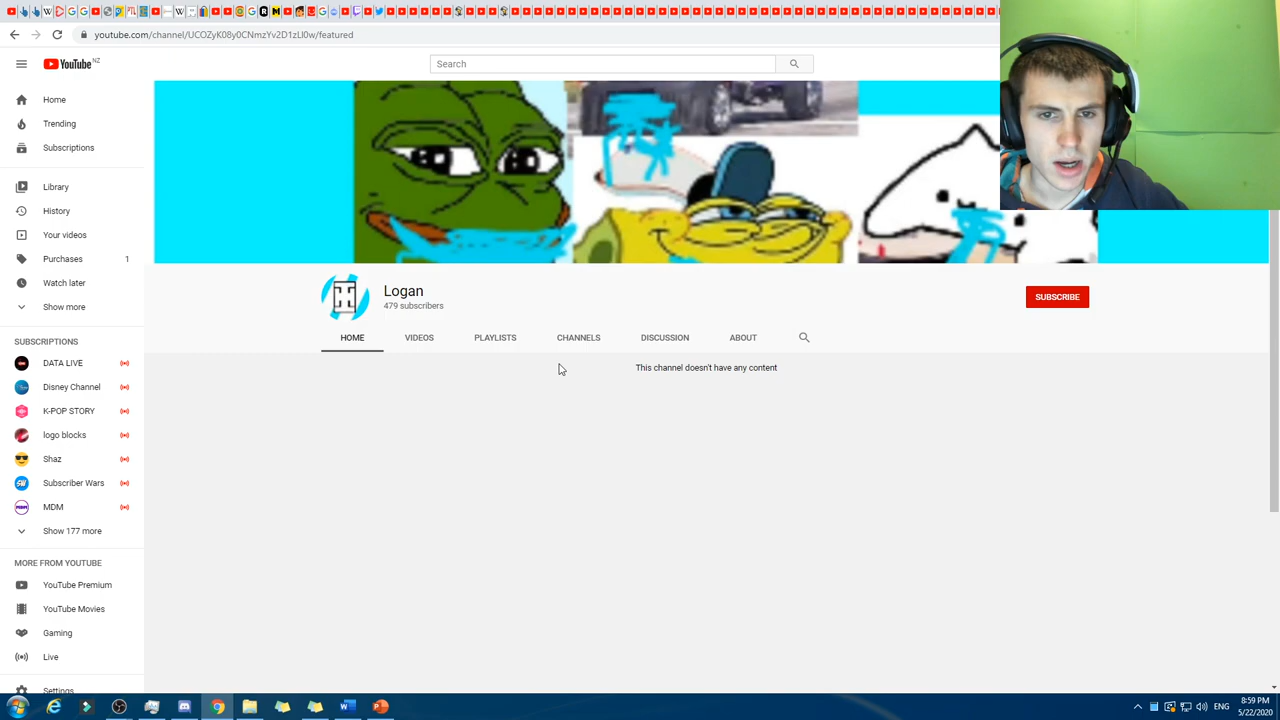 youtube.com/channel/UCOZyK08y0CNmzYv2D1zLl0w/featured
YouTube NZ
Search
Home
Trending
Subscriptions
Library
History
Your videos
Purchases 1
Watch later
Show more
SUBSCRIPTIONS
DATA LIVE
Disney Channel
K-POP STORY
logo blocks
Shaz
Subscriber Wars
MDM
Show 177 more
MORE FROM YOUTUBE
YouTube Premium
YouTube Movies
Gaming
Live
Settings
Logan
479 subscribers
SUBSCRIBE
HOME VIDEOS PLAYLISTS CHANNELS DISCUSSION ABOUT
This channel doesn't have any content
ENG
8:59 PM
5/22/2020